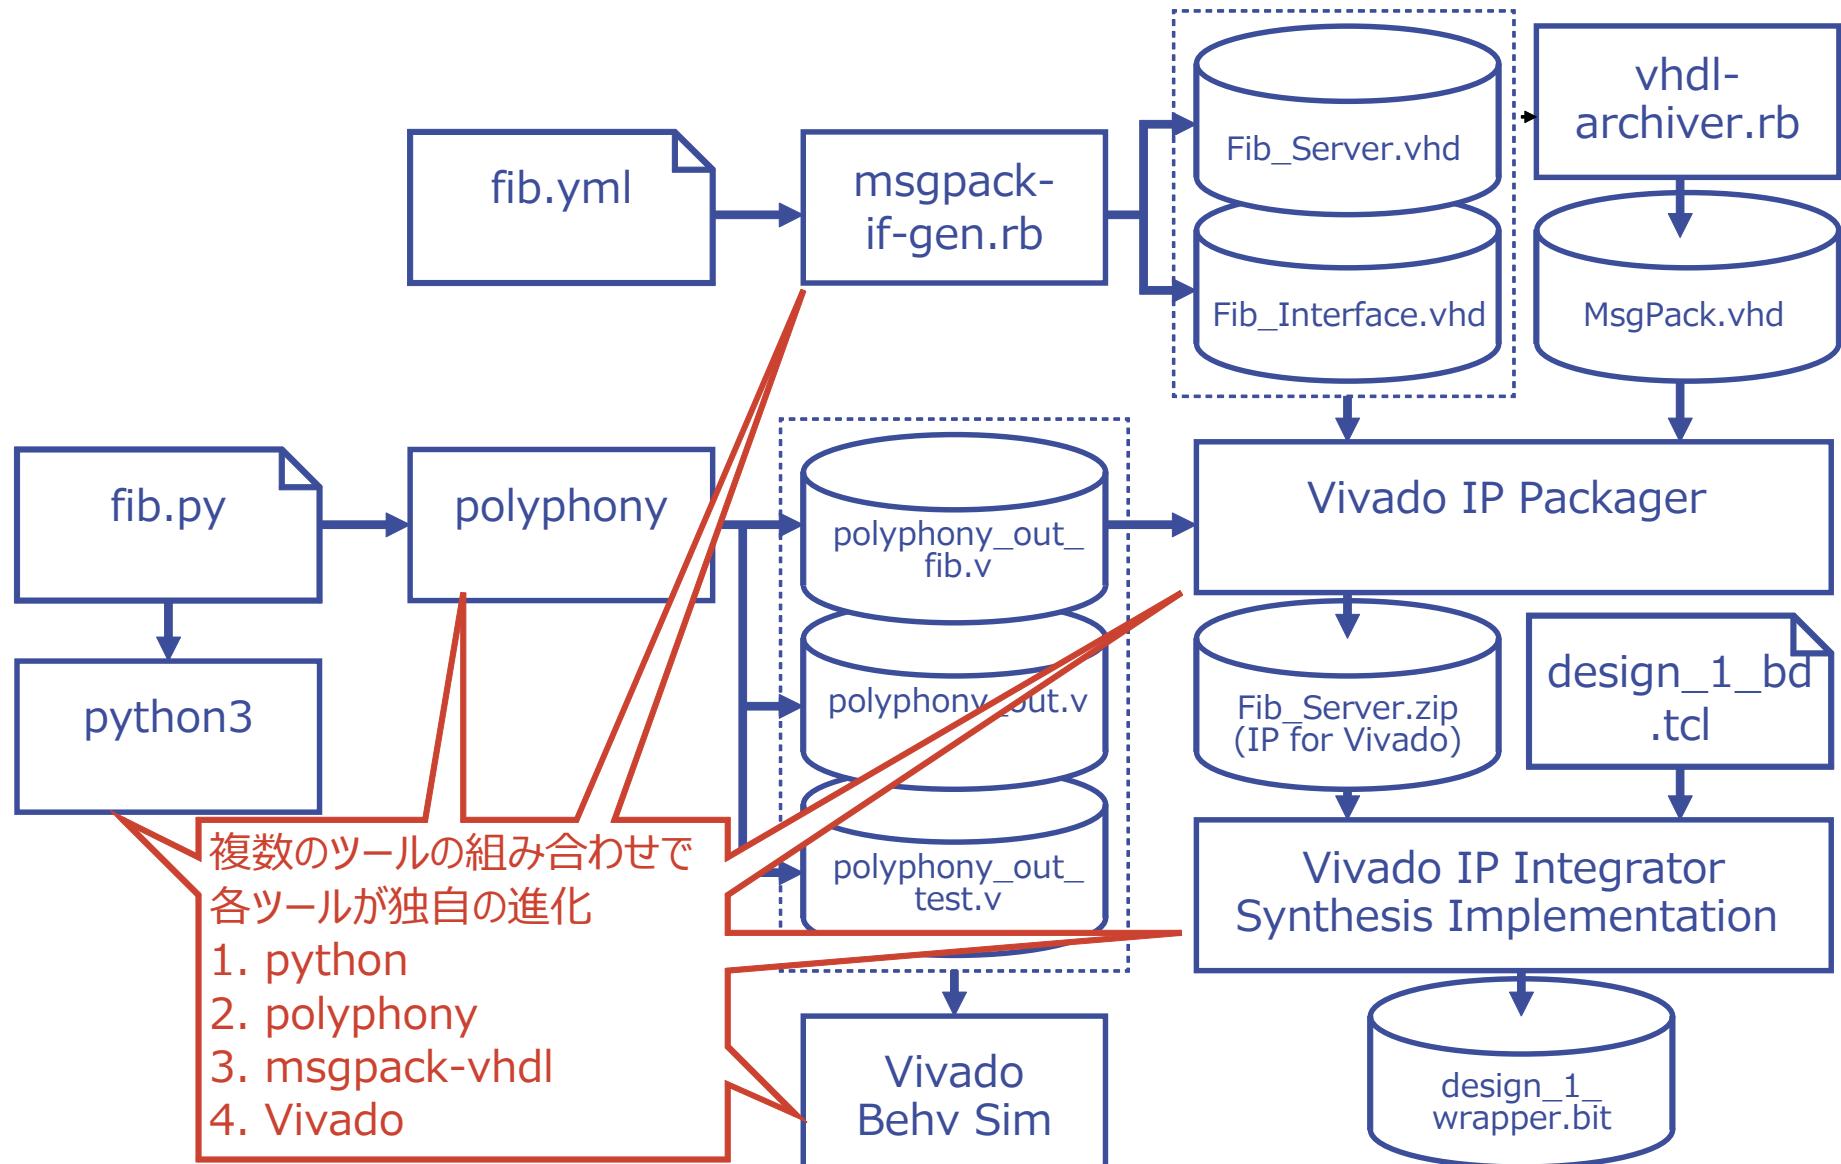 fib.yml
msgpack-
if-gen.rb
Fib_Server.vhd
Fib_Interface.vhd
vhdl-
archiver.rb
MsgPack.vhd
fib.py
polyphony
polyphony_out_
fib.v
polyphony_out.v
polyphony_out_
test.v
Vivado IP Packager
python3
Fib_Server.zip
(IP for Vivado)
design_1_bd
.tcl
複数のツールの組み合わせで
各ツールが独自の進化
1. python
2. polyphony
3. msgpack-vhdl
4. Vivado
Vivado IP Integrator
Synthesis Implementation
Vivado
Behv Sim
design_1_
wrapper.bit